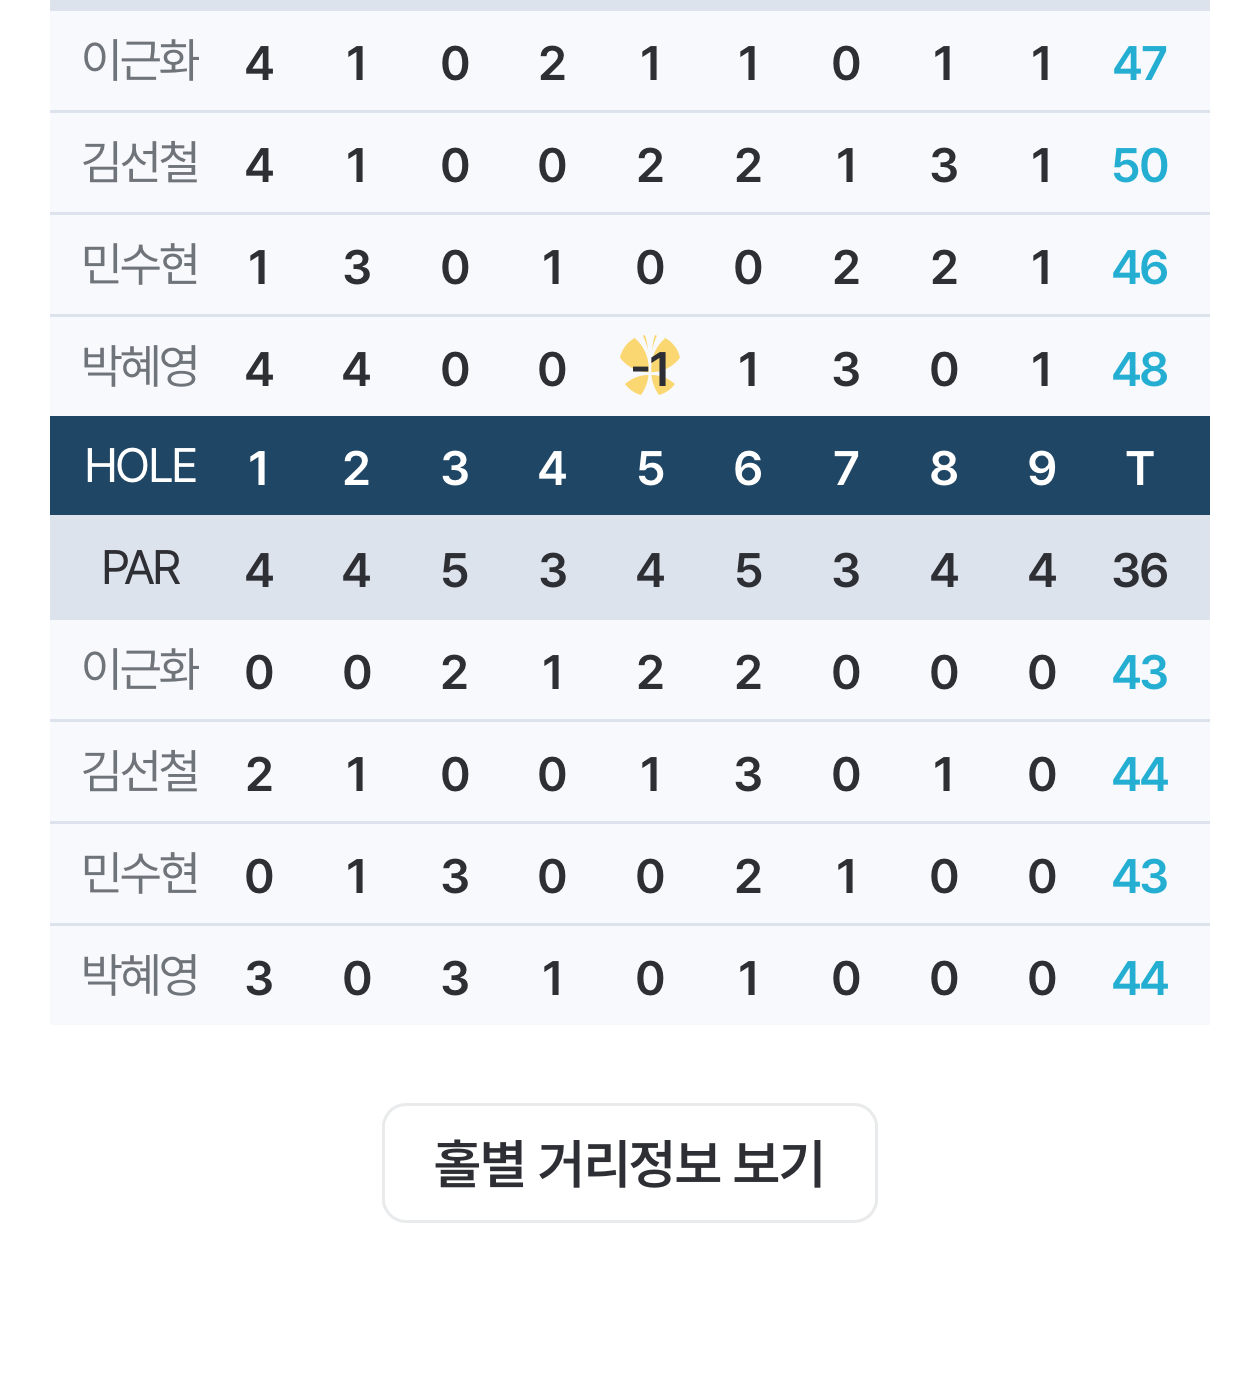 이근화 4 1 0 2 1 1 0 1 1 47
김선철 4 1 0 0 2 2 1 3 1 50
민수현 1 3 0 1 0 0 2 2 1 46
박혜영 4 4 0 0 -1 1 3 0 1 48
HOLE 1 2 3 4 5 6 7 8 9 T
PAR 4 4 5 3 4 5 3 4 4 36
이근화 0 0 2 1 2 2 0 0 0 43
김선철 2 1 0 0 1 3 0 1 0 44
민수현 0 1 3 0 0 2 1 0 0 43
박혜영 3 0 3 1 0 1 0 0 0 44
홀별 거리정보 보기